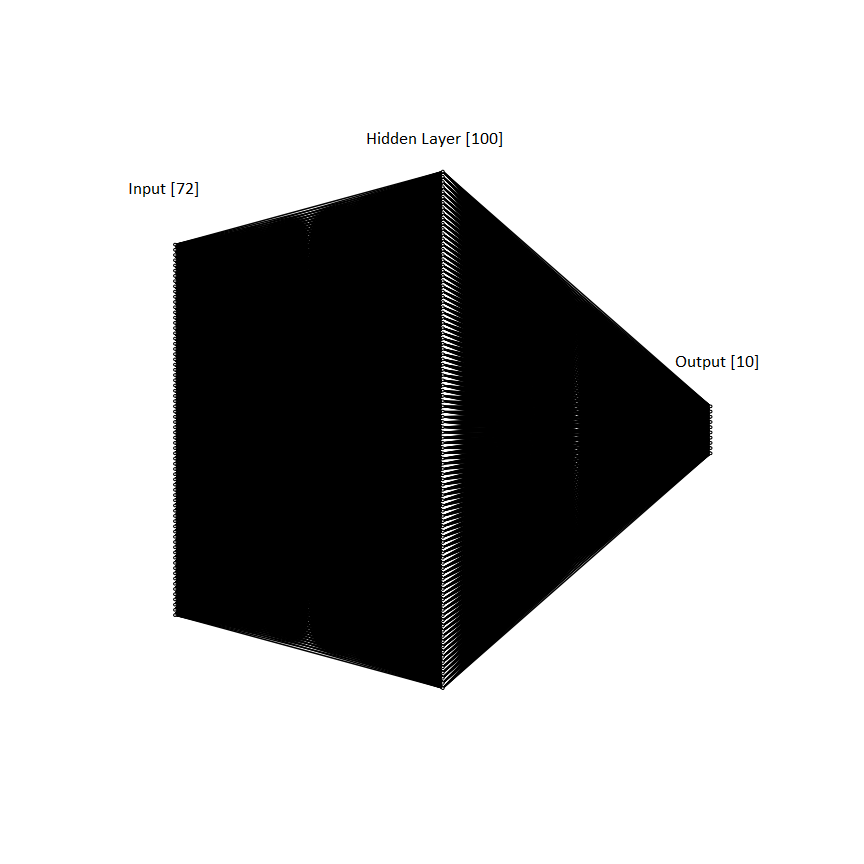 Hidden Layer [100]
Input [72]
Output [10]